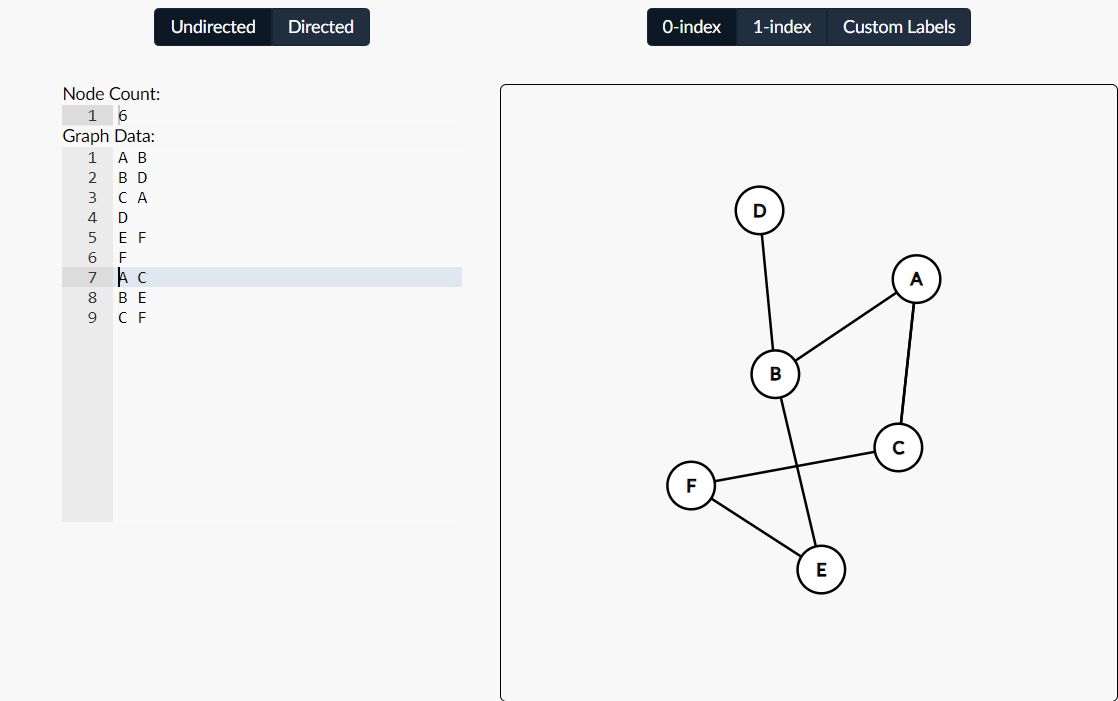 Undirected Directed
0-index 1-index Custom Labels
Node Count:
1 6
Graph Data:
1 A B
2 B D
3 C A
4 D
5 E F
6 F
7 A C
8 B E
9 C F
D
A
B
C
F
E